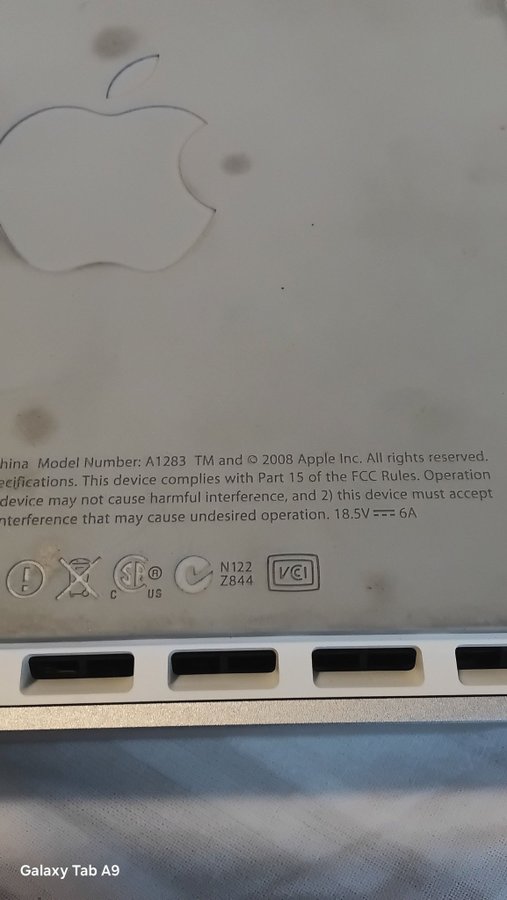 hina Model Number: A1283 TM and © 2008 Apple Inc. All rights reserved.
ecifications. This device complies with Part 15 of the FCC Rules. Operation
device may not cause harmful interference, and 2) this device must accept
nterference that may cause undesired operation. 18.5V⎓6A
C SA ® US
N122
Z844
VCI
Galaxy Tab A9